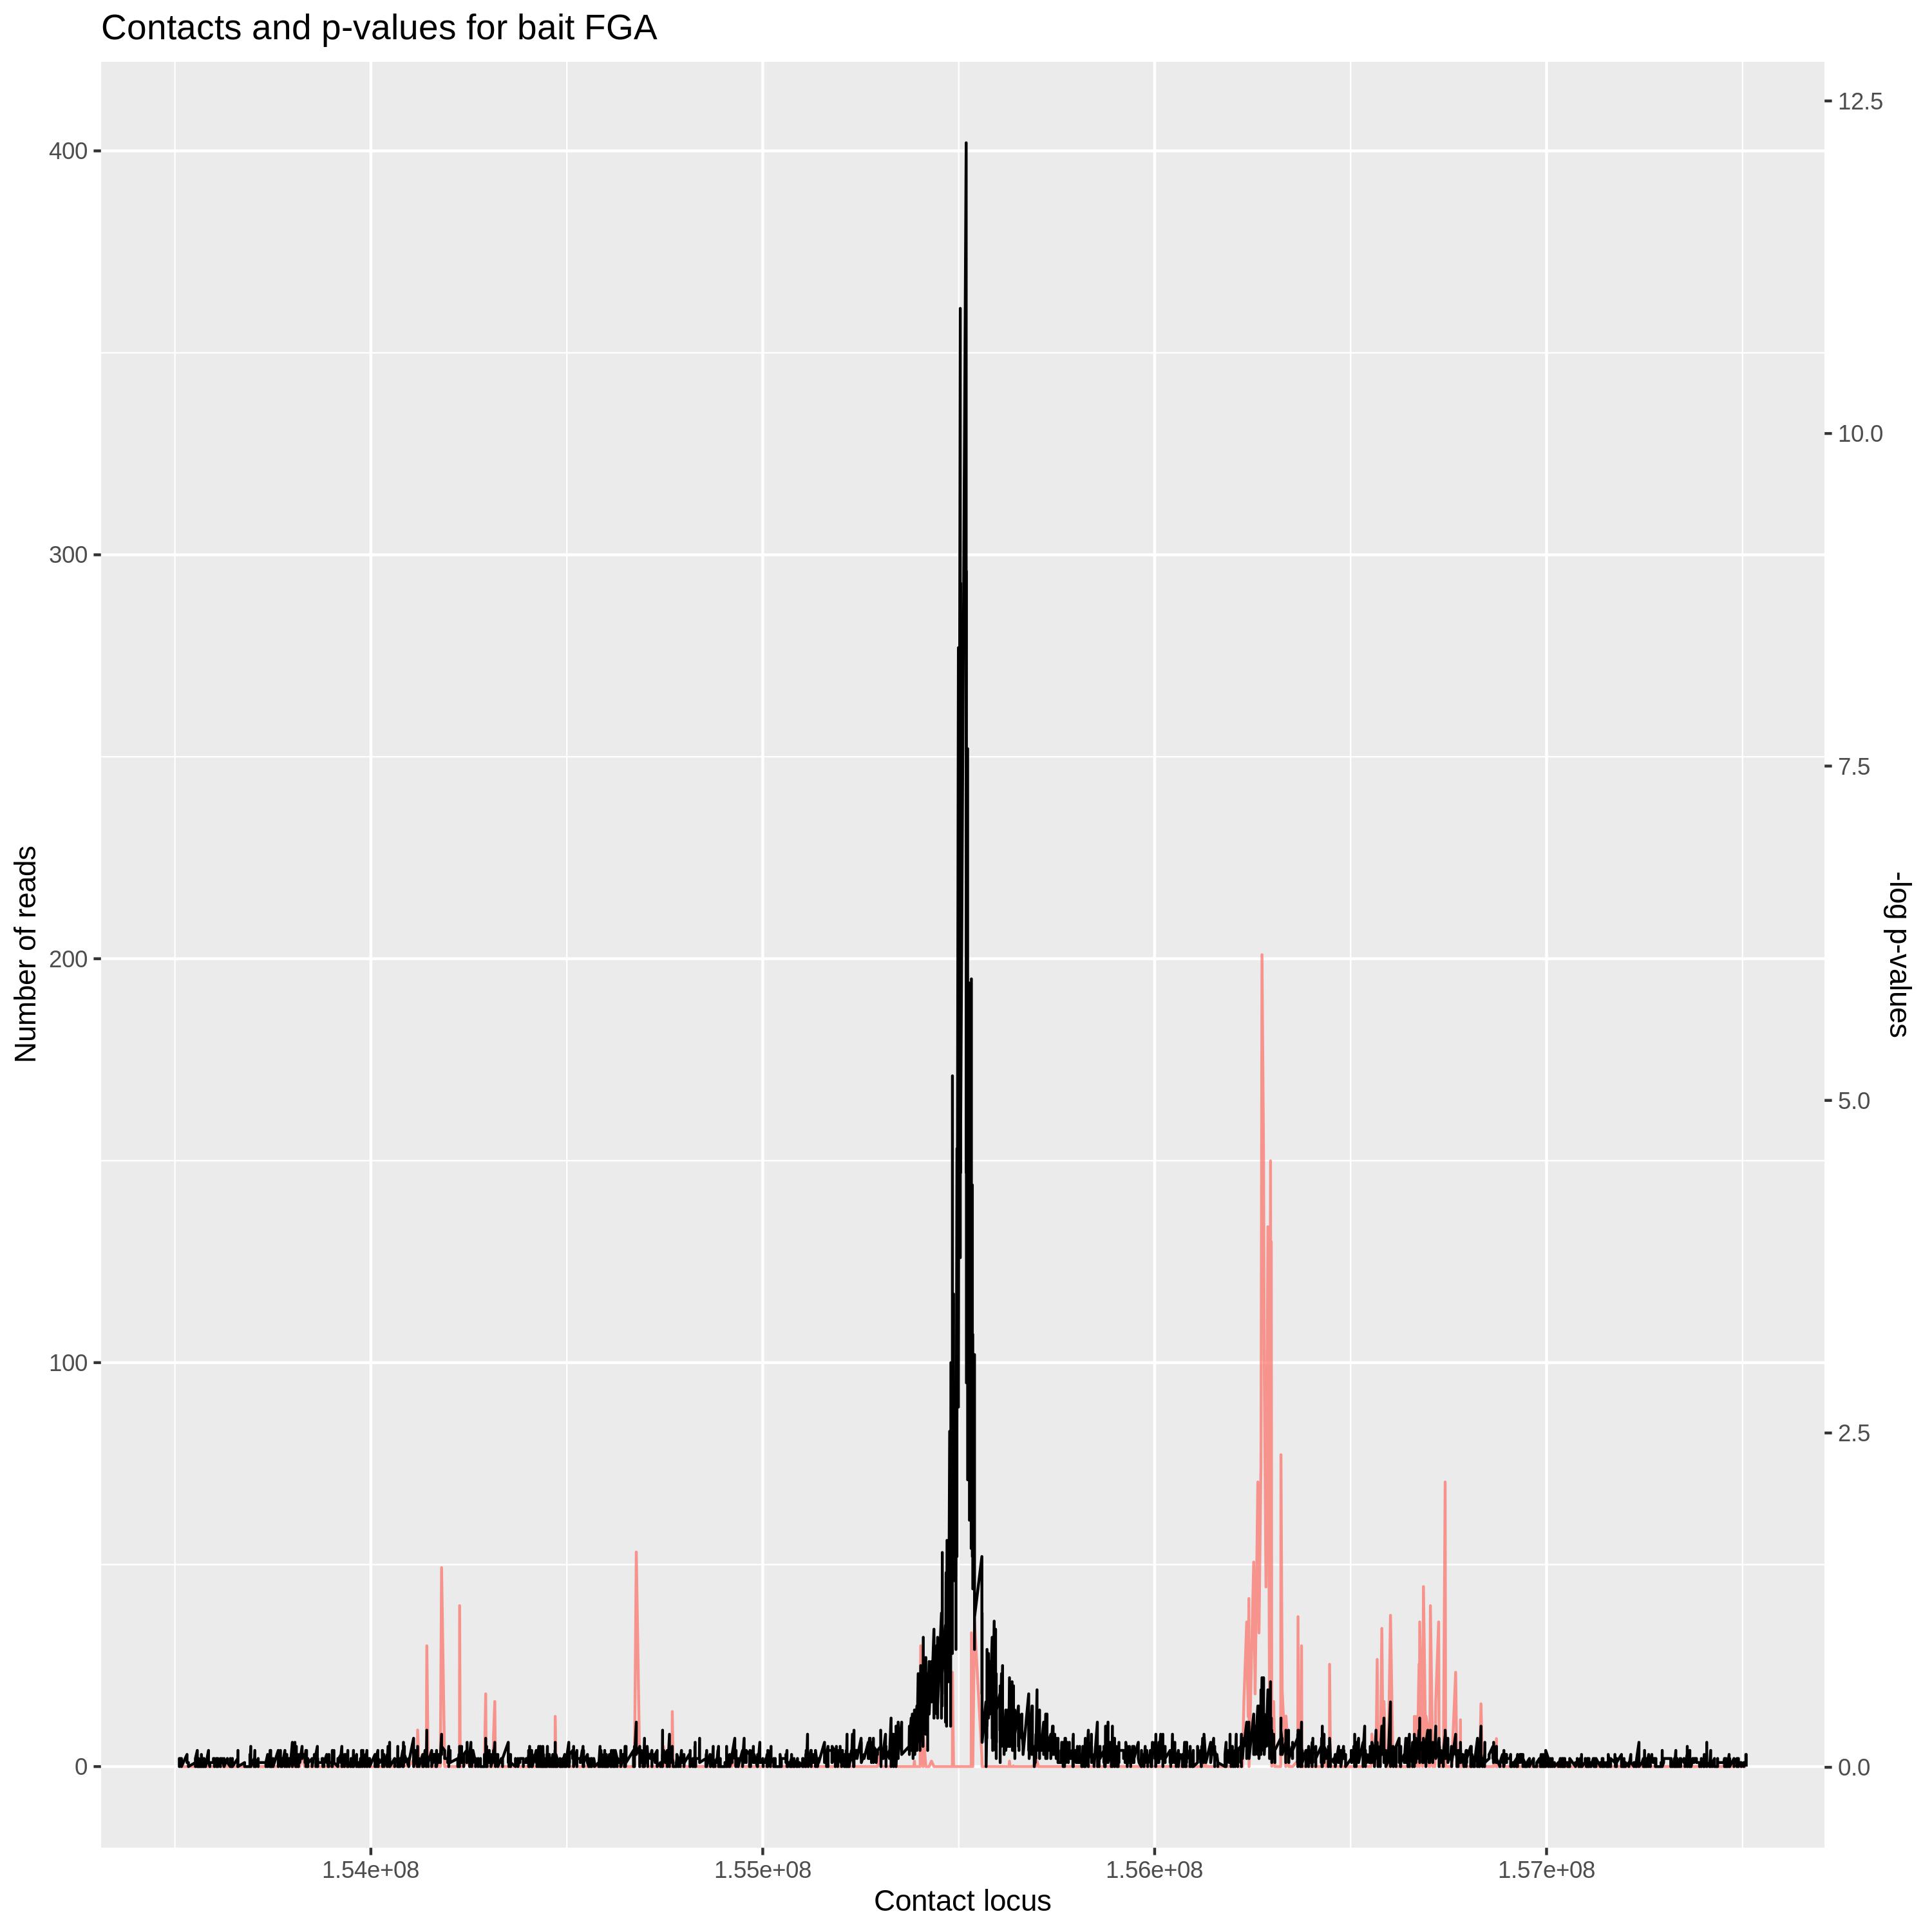 Contacts and p-values for bait FGA
12.5
400
10.0
300
7.5
200
5.0
100
2.5
0
0.0
Number of reads
-log p-values
1.54e+08 1.55e+08 1.56e+08 1.57e+08
Contact locus